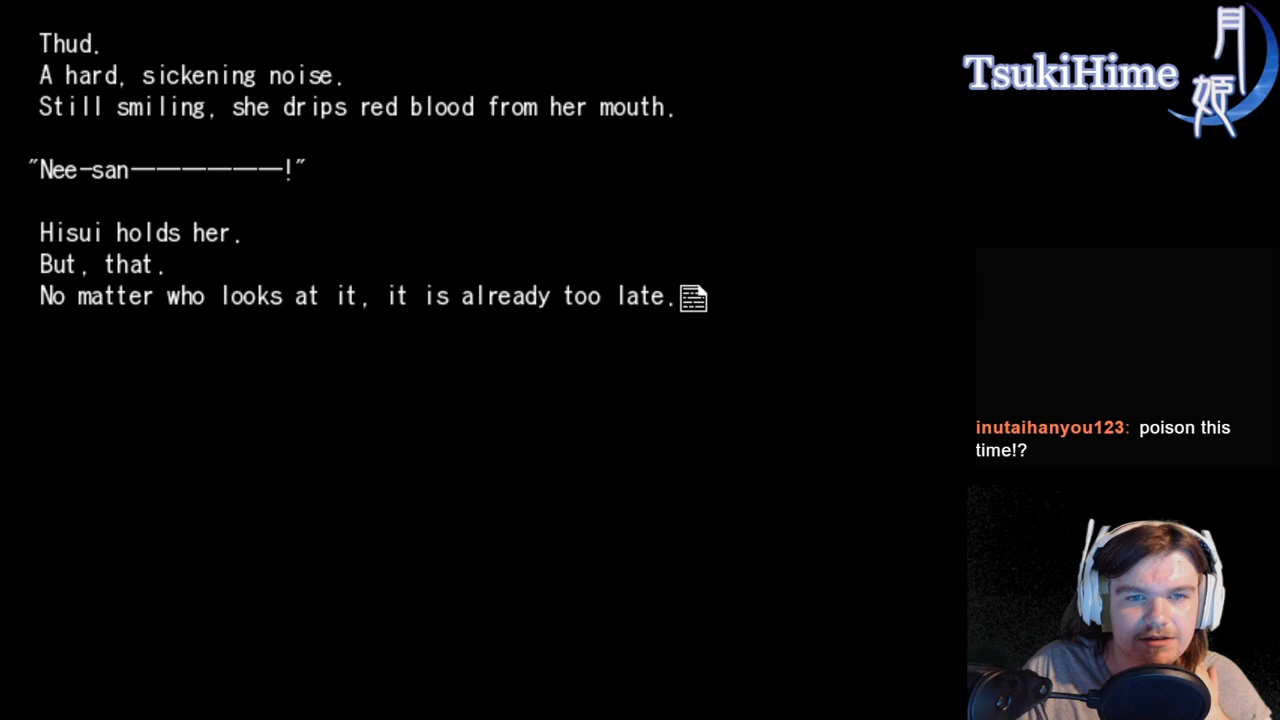 Thud.
A hard, sickening noise.
Still smiling, she drips red blood from her mouth.
"Nee-san───────!"
Hisui holds her.
But, that.
No matter who looks at it, it is already too late.
TsukiHime
月姫
inutaihanyou123: poison this
time!?